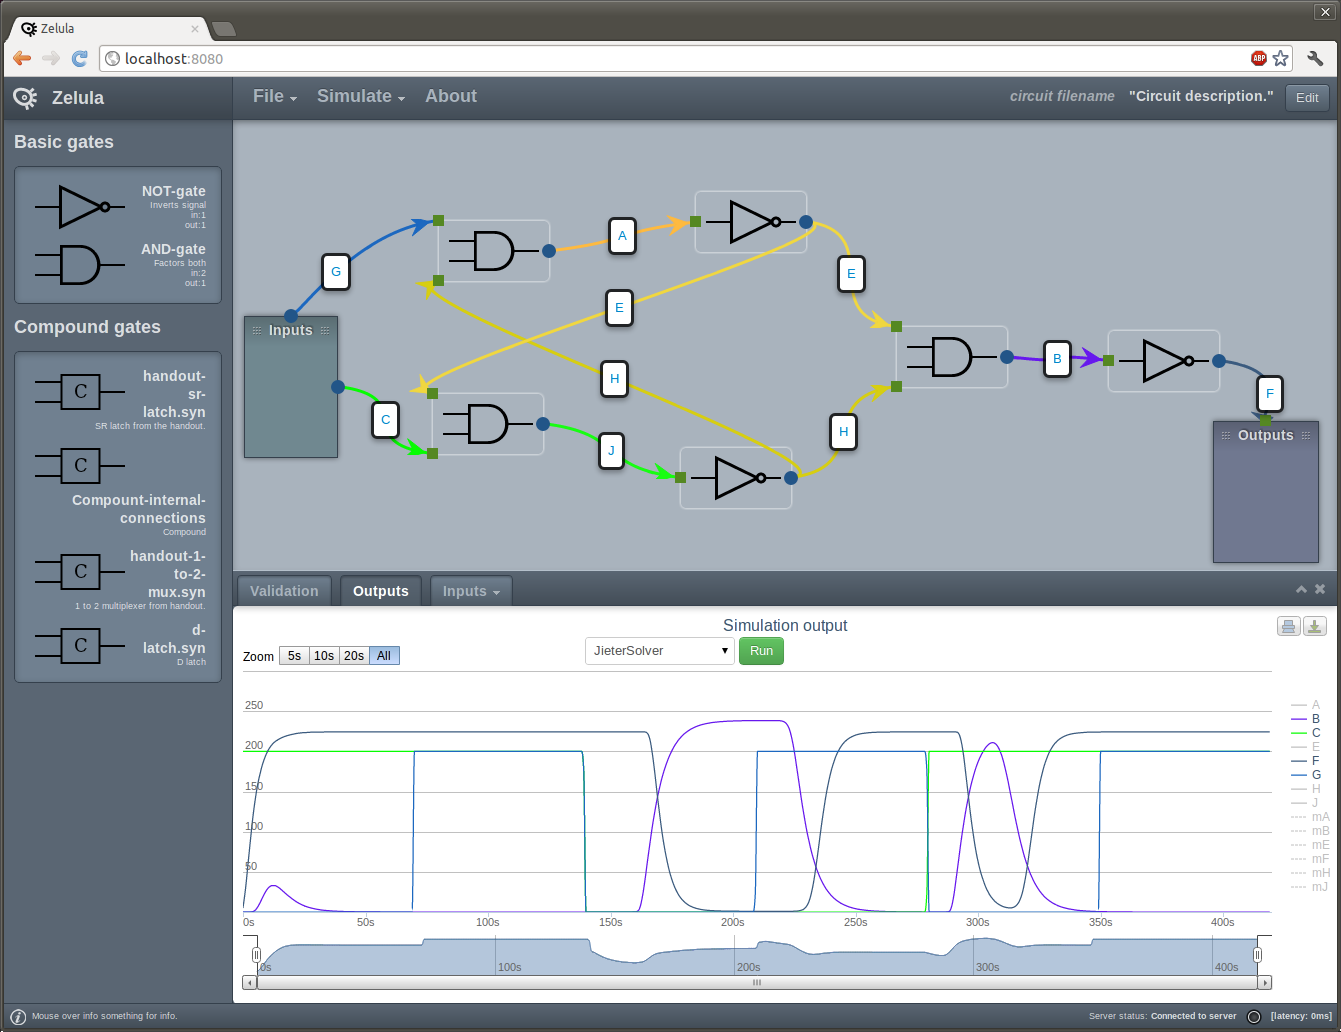 Zelula
localhost:8080
ABP
Zelula
File
Simulate
About
circuit filename
"Circuit description."
Edit
Basic gates
NOT-gate
Inverts signal
in:1
out:1
AND-gate
Factors both
in:2
out:1
Compound gates
C
handout-
sr-
latch.syn
SR latch from the handout.
C
Compount-internal-
connections
Compound
C
handout-1-
to-2-
mux.syn
1 to 2 multiplexer from handout.
C
d-
latch.syn
D latch
A
G
E
E
Inputs
B
H
F
C
H
Outputs
J
Validation
Outputs
Inputs
Simulation output
Zoom
5s
10s
20s
All
JieterSolver
Run
250
200
150
100
50
0s
50s
100s
150s
200s
250s
300s
350s
400s
A
B
C
E
F
G
H
J
mA
mB
mE
mF
mH
mJ
0s
100s
200s
300s
400s
Mouse over info something for info.
Server status: Connected to server
[latency: 0ms]